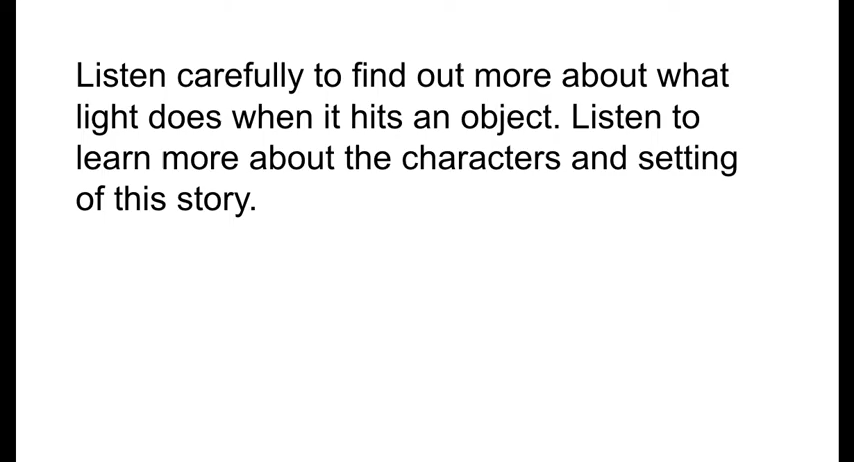 Listen carefully to find out more about what
light does when it hits an object. Listen to
learn more about the characters and setting
of this story.